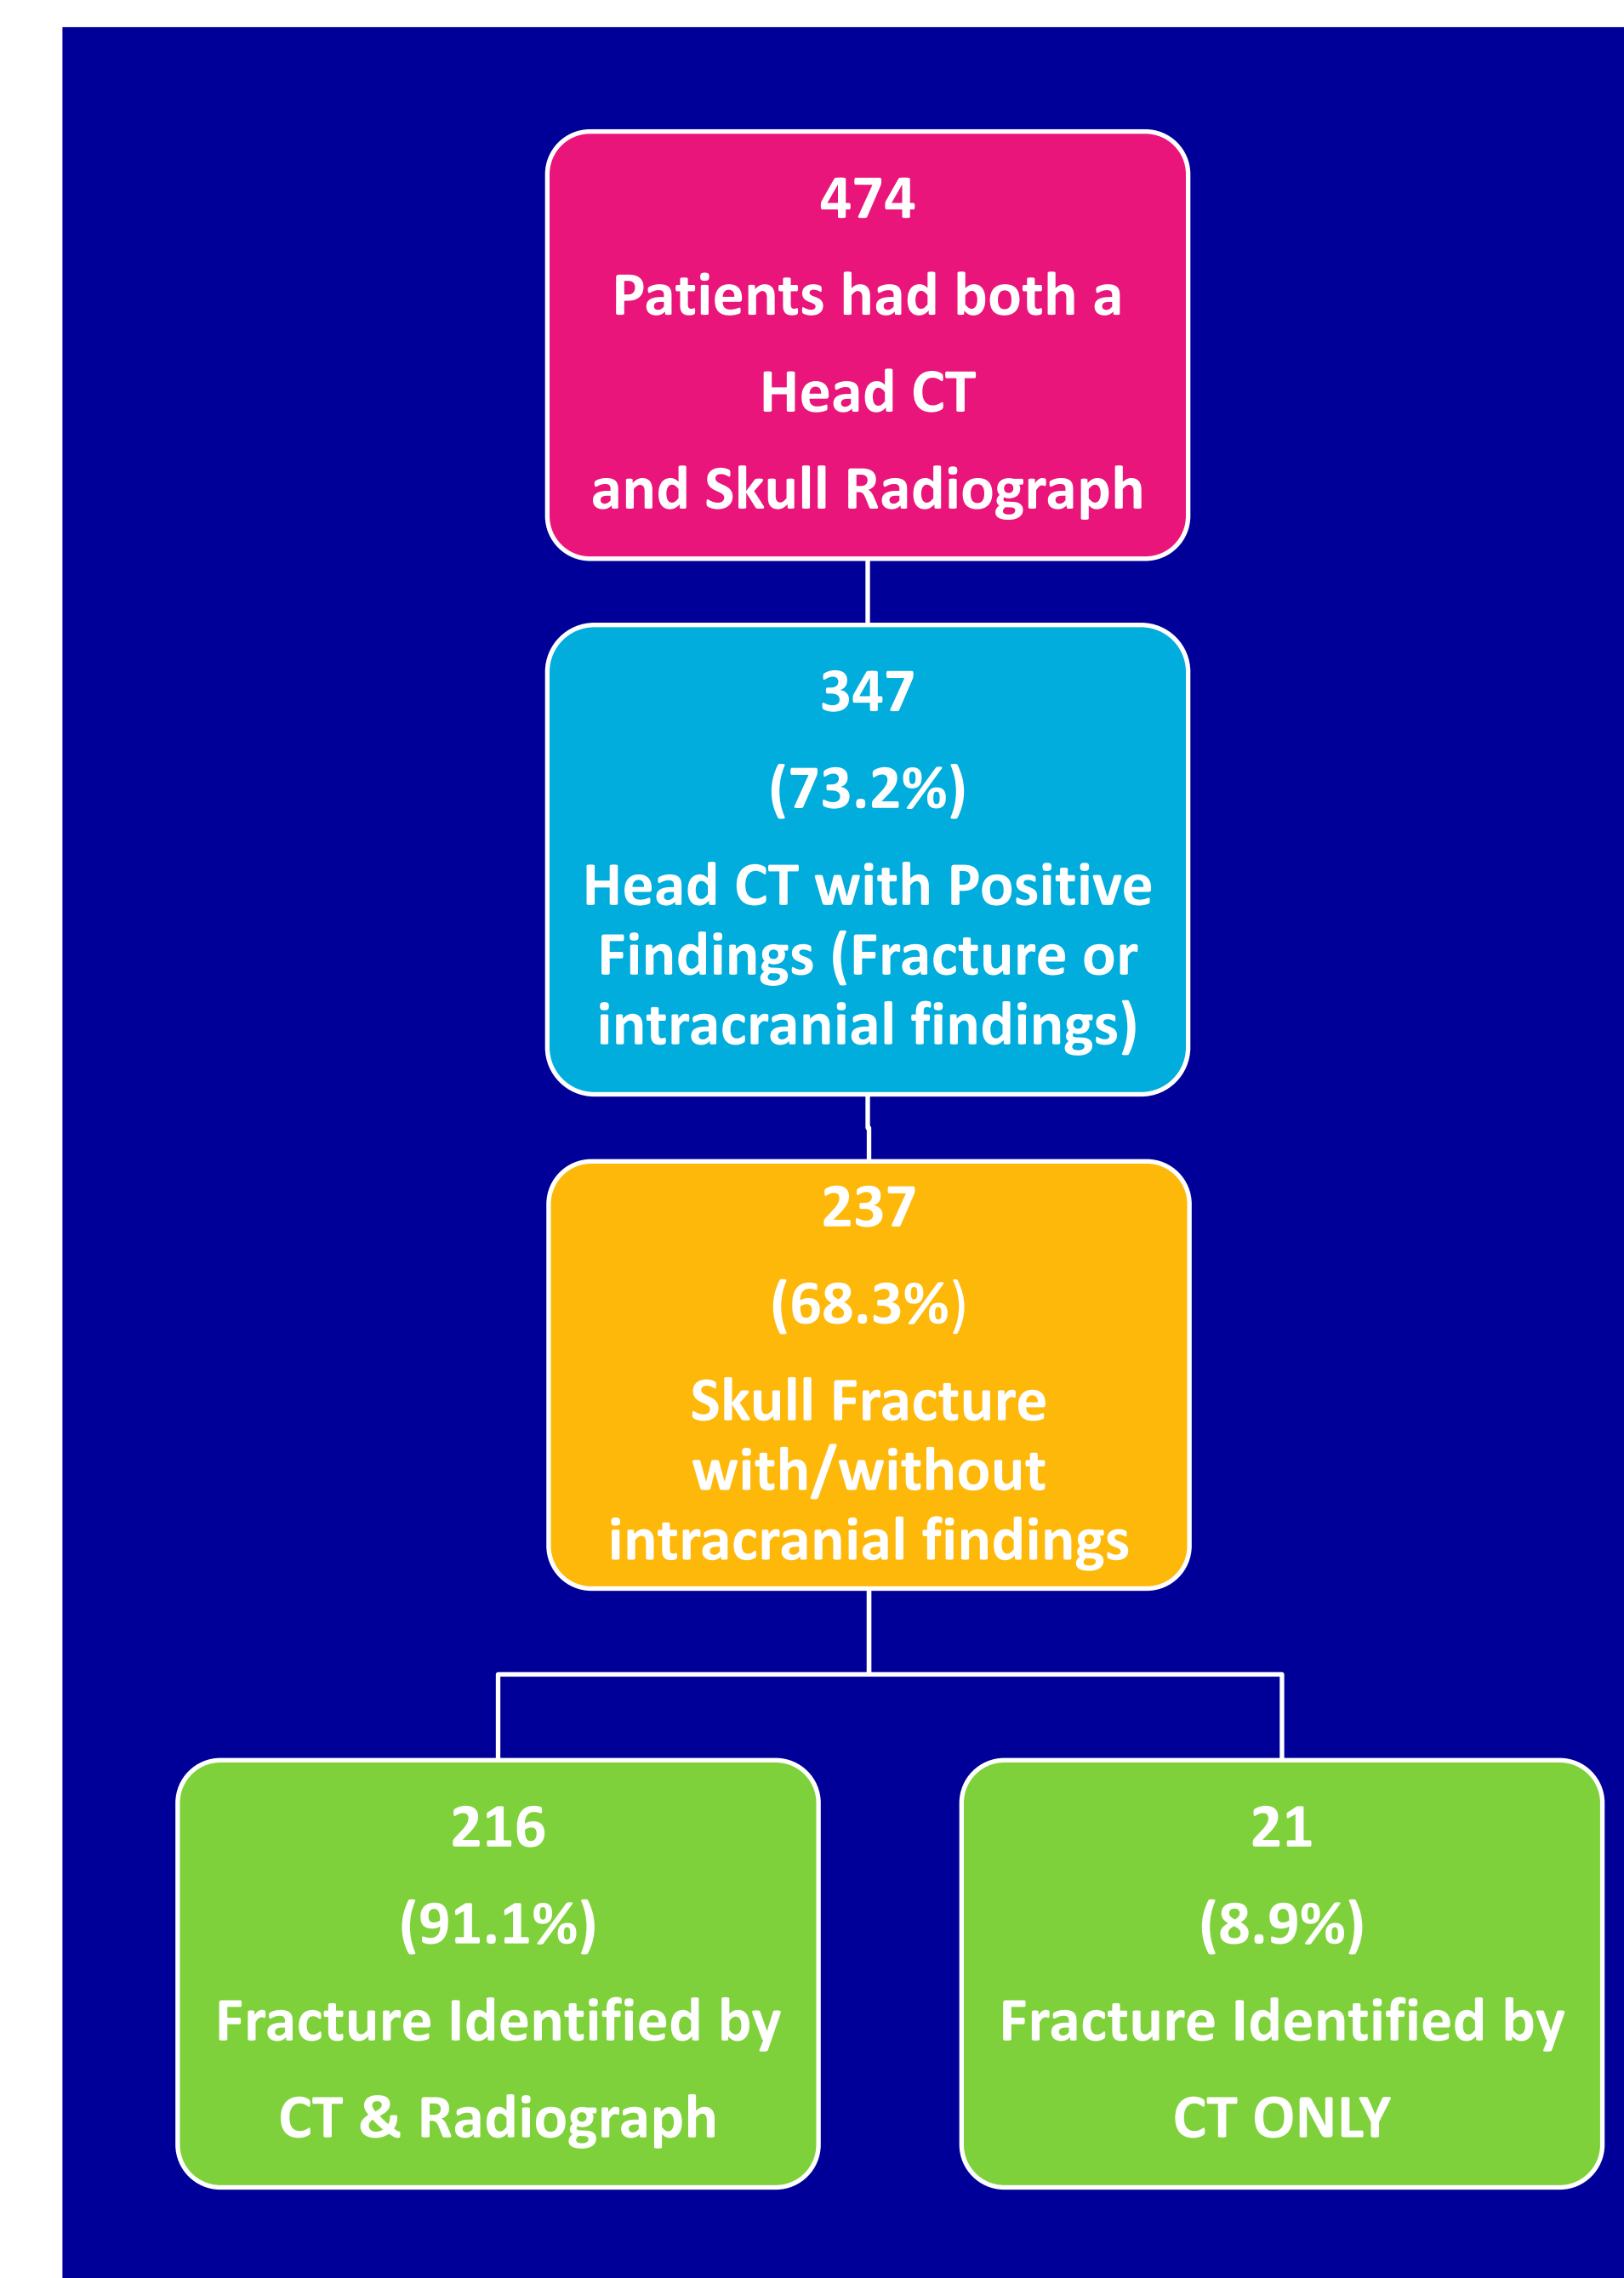 474
Patients had both a
Head CT
and Skull Radiograph
347
(73.2%)
Head CT with Positive
Findings (Fracture or
intracranial findings)
237
(68.3%)
Skull Fracture
with/without
intracranial findings
216
(91.1%)
Fracture Identified by
CT & Radiograph
21
(8.9%)
Fracture Identified by
CT ONLY